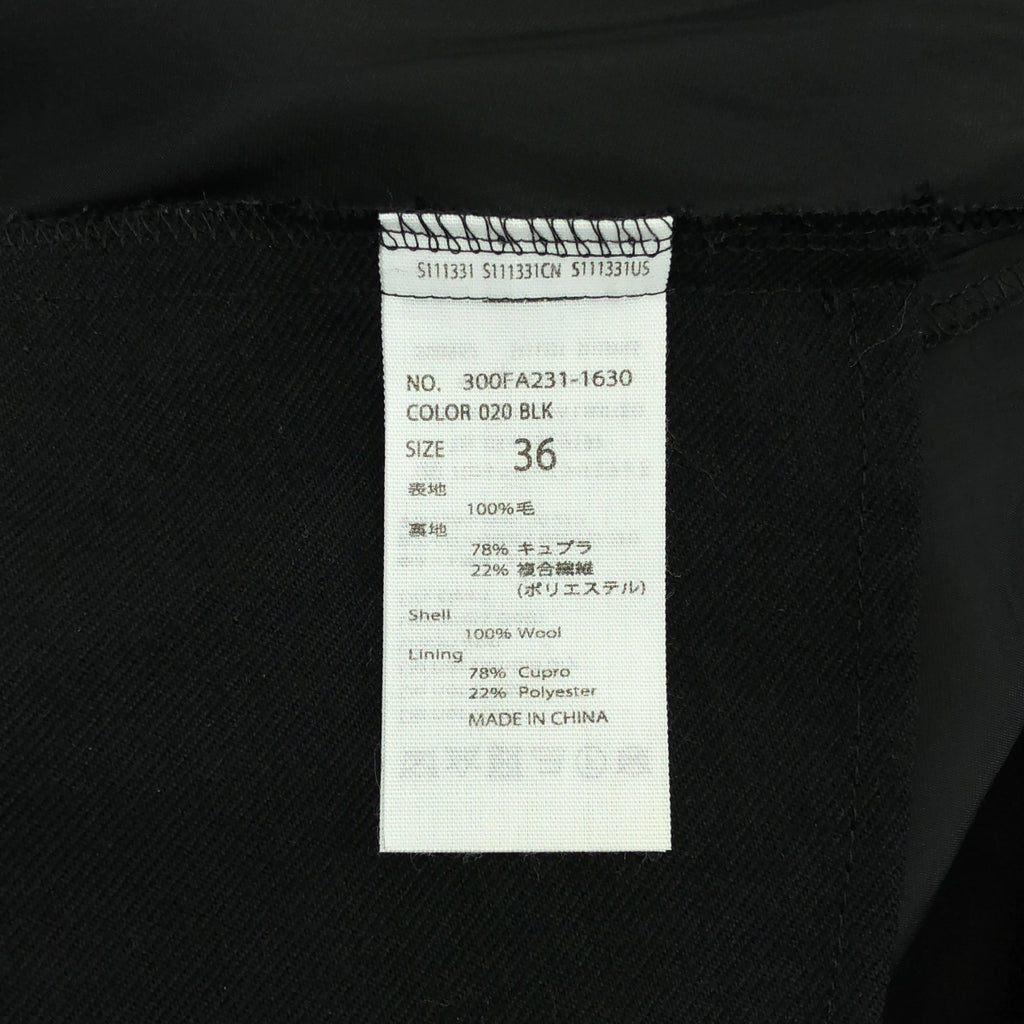 S111331 S111331CN S111331US
NO. 300FA231-1630
COLOR 020 BLK
SIZE 36
表地
100%毛
裏地
78% キュプラ
22% 複合繊維
(ポリエステル)
Shell
100% Wool
Lining
78% Cupro
22% Polyester
MADE IN CHINA